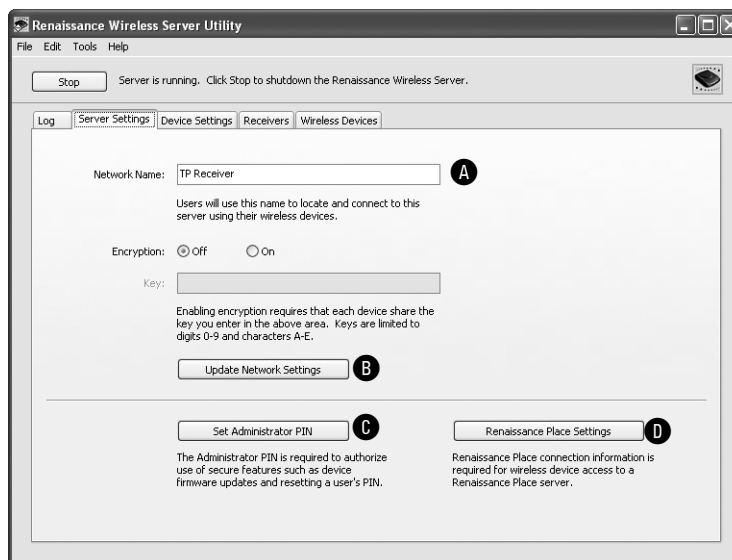 Renaissance Wireless Server Utility
File Edit Tools Help
Stop Server is running. Click Stop to shutdown the Renaissance Wireless Server.
Log Server Settings Device Settings Receivers Wireless Devices
Network Name: TP Receiver A
Users will use this name to locate and connect to this
server using their wireless devices.
Encryption: Off On
Key:
Enabling encryption requires that each device share the
key you enter in the above area. Keys are limited to
digits 0-9 and characters A-E.
Update Network Settings B
Set Administrator PIN C
Renaissance Place Settings D
The Administrator PIN is required to authorize
use of secure features such as device
firmware updates and resetting a user's PIN.
Renaissance Place connection information is
required for wireless device access to a
Renaissance Place server.